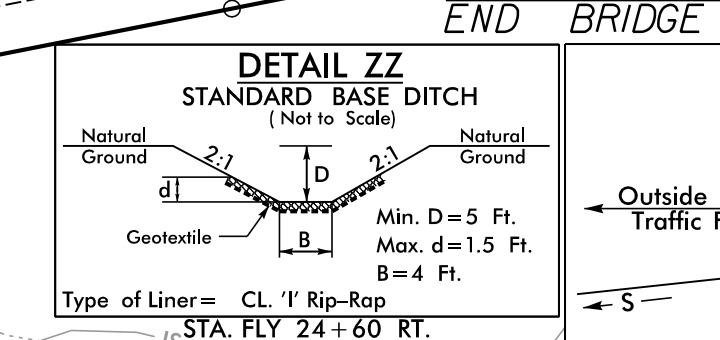 END BRIDGE
DETAIL ZZ
STANDARD BASE DITCH
( Not to Scale)
Natural
Ground
2:1
D
2:1
Natural
Ground
d
Geotextile
B
Min. D=5 Ft.
Max. d=1.5 Ft.
B=4 Ft.
Type of Liner= CL. 'I' Rip-Rap
STA. FLY 24+60 RT.
Outside
Traffic
S